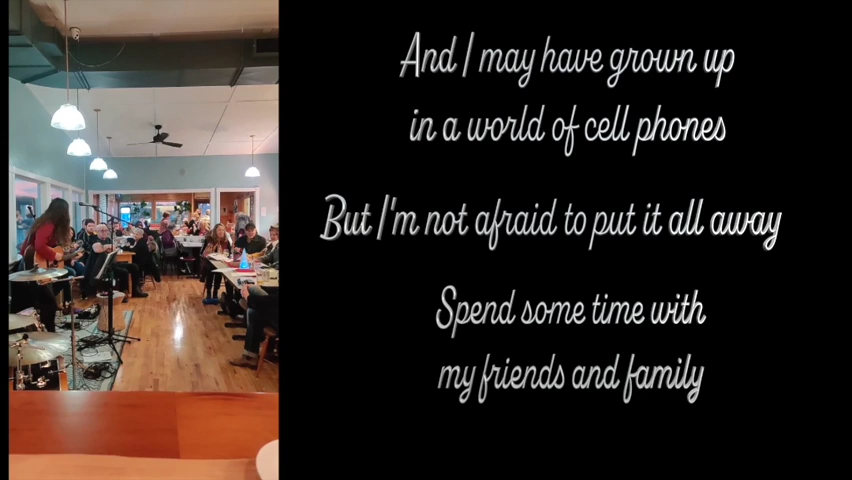 And I may have grown up
in a world of cell phones
But I'm not afraid to put it all away
Spend some time with
my friends and family